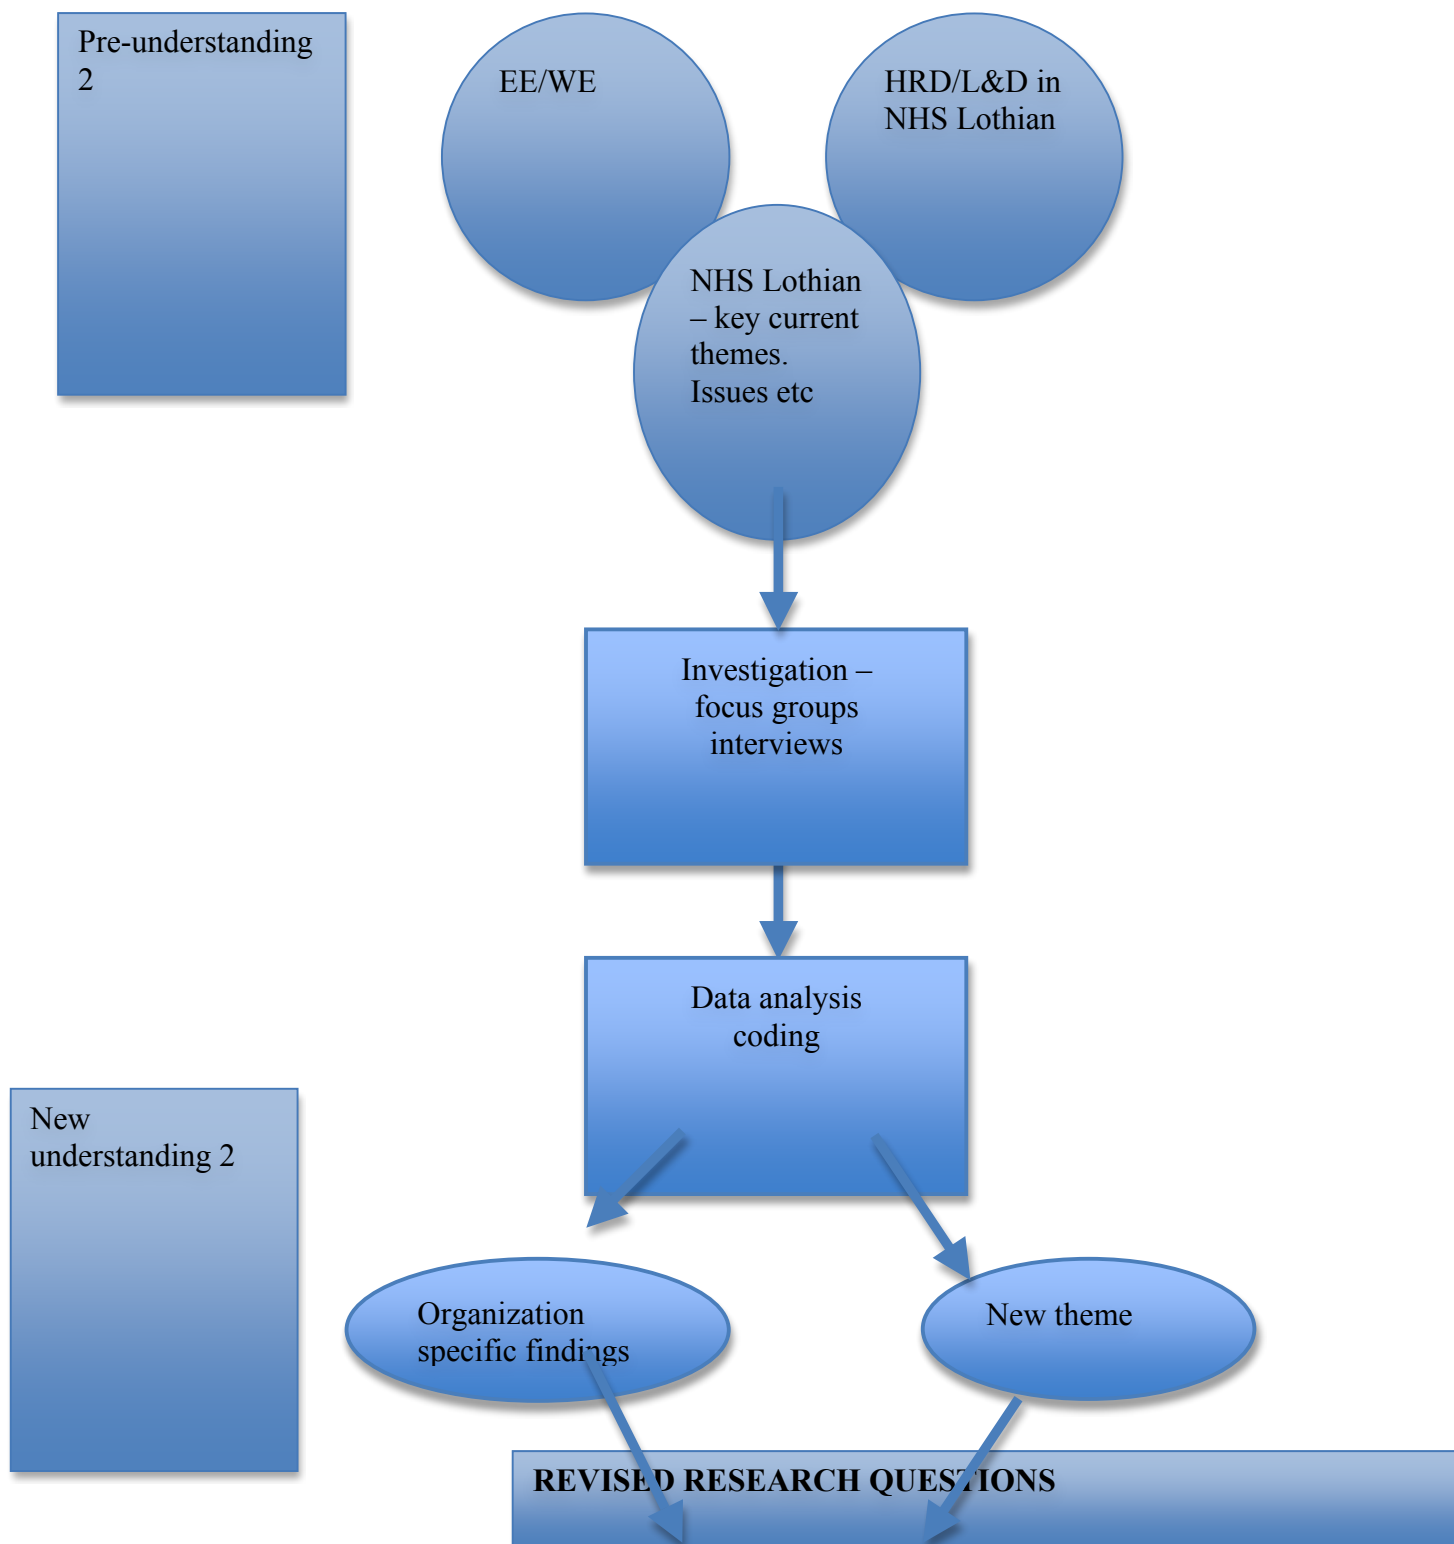 Pre-understanding
2
EE/WE
HRD/L&D in
NHS Lothian
NHS Lothian
– key current
themes.
Issues etc
Investigation –
focus groups
interviews
Data analysis
coding
New
understanding 2
Organization
specific findings
New theme
REVISED RESEARCH QUESTIONS